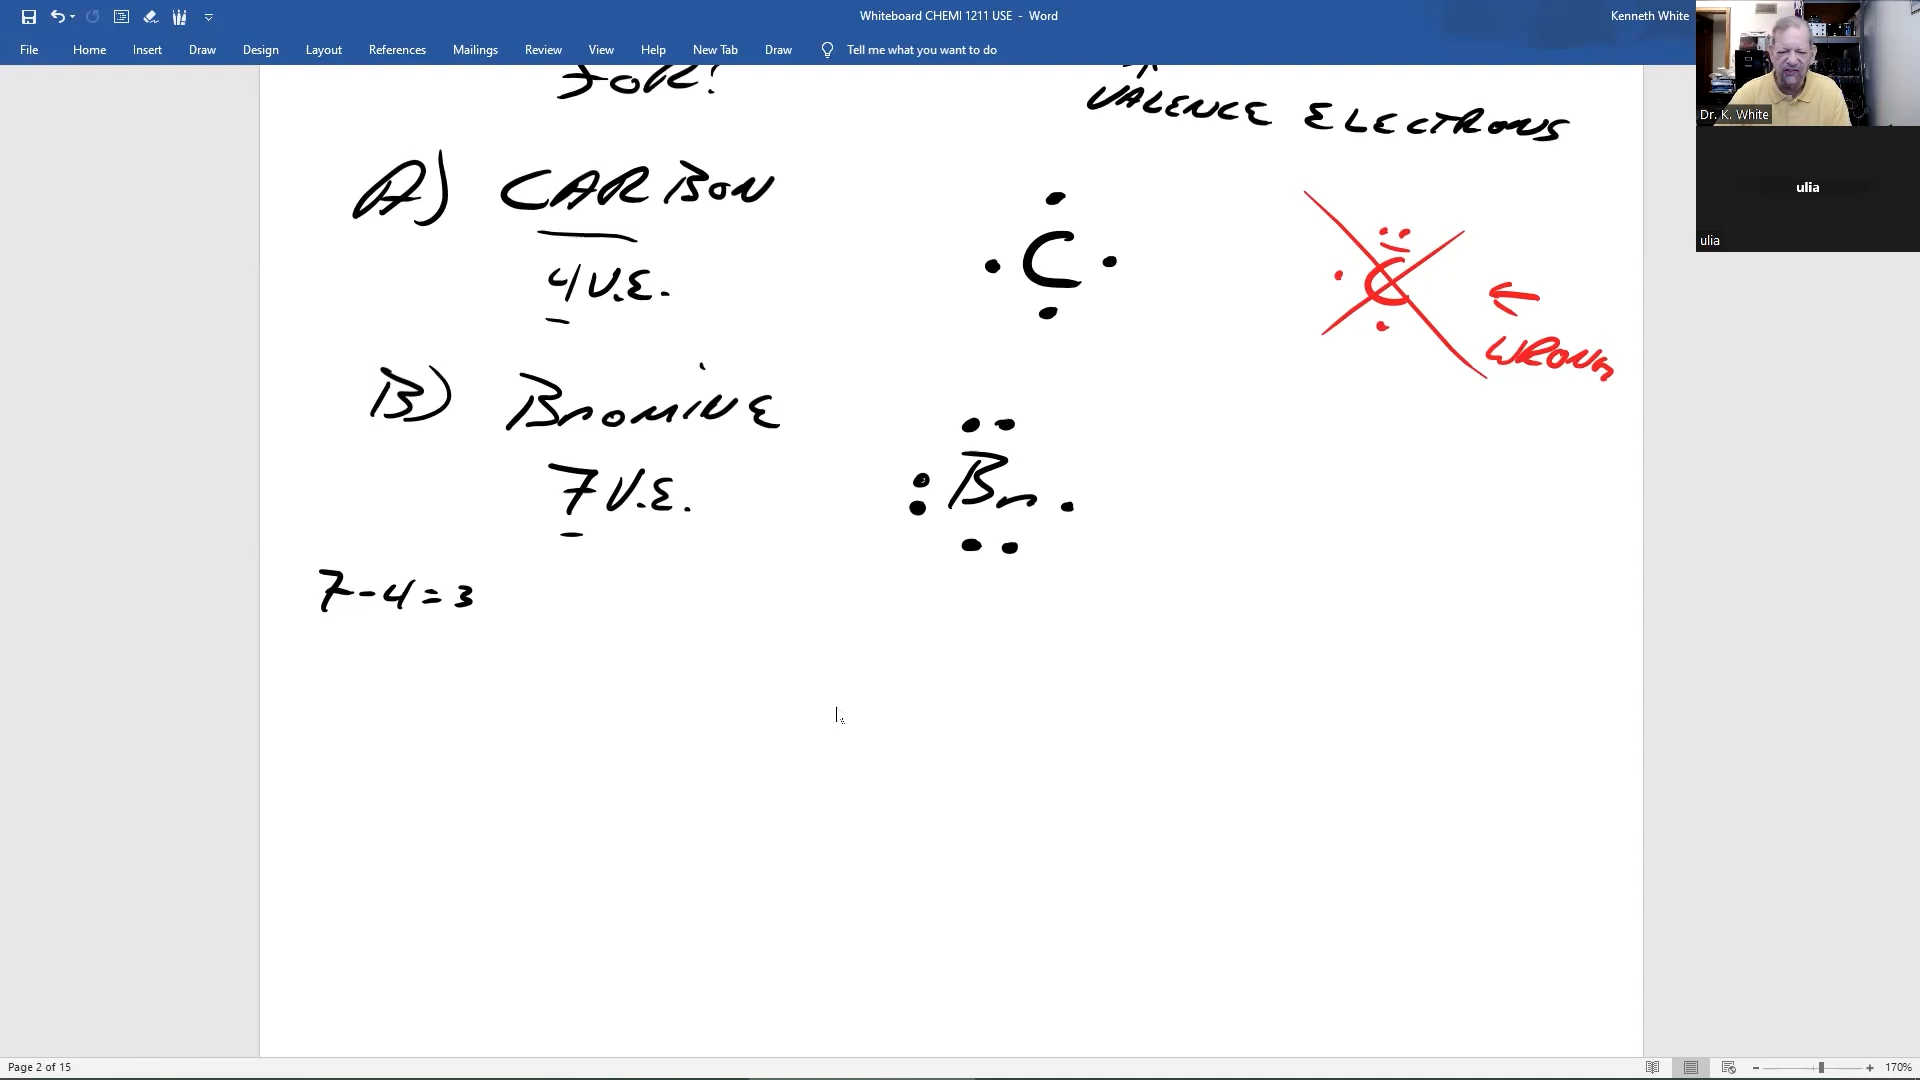 Whiteboard CHEMI 1211 USE - Word
Kenneth White
File Home Insert Draw Design Layout References Mailings Review View Help New Tab Draw Tell me what you want to do
Dr. K. White
ulia
ulia
FOR?
VALENCE ELECTRONS
A) CARBON
4 V.E.
C
C
← WRONG
B) BROMINE
7 V.E.
Br
7-4=3
Page 2 of 15
170%